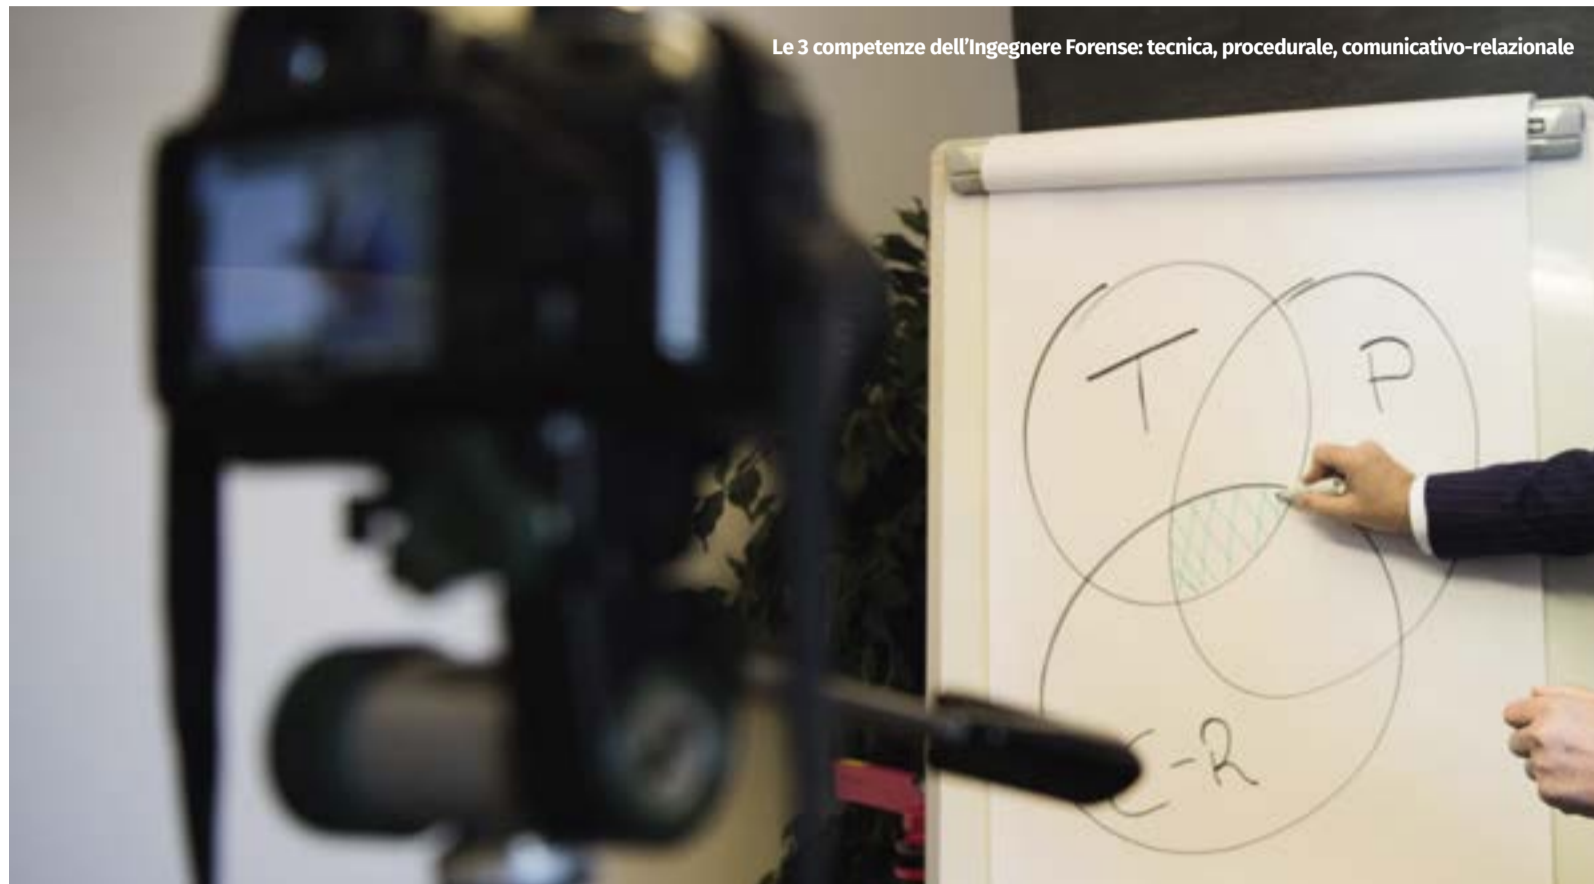 Le 3 competenze dell'Ingegnere Forense: tecnica, procedurale, comunicativo-relazionale
T P
C-R